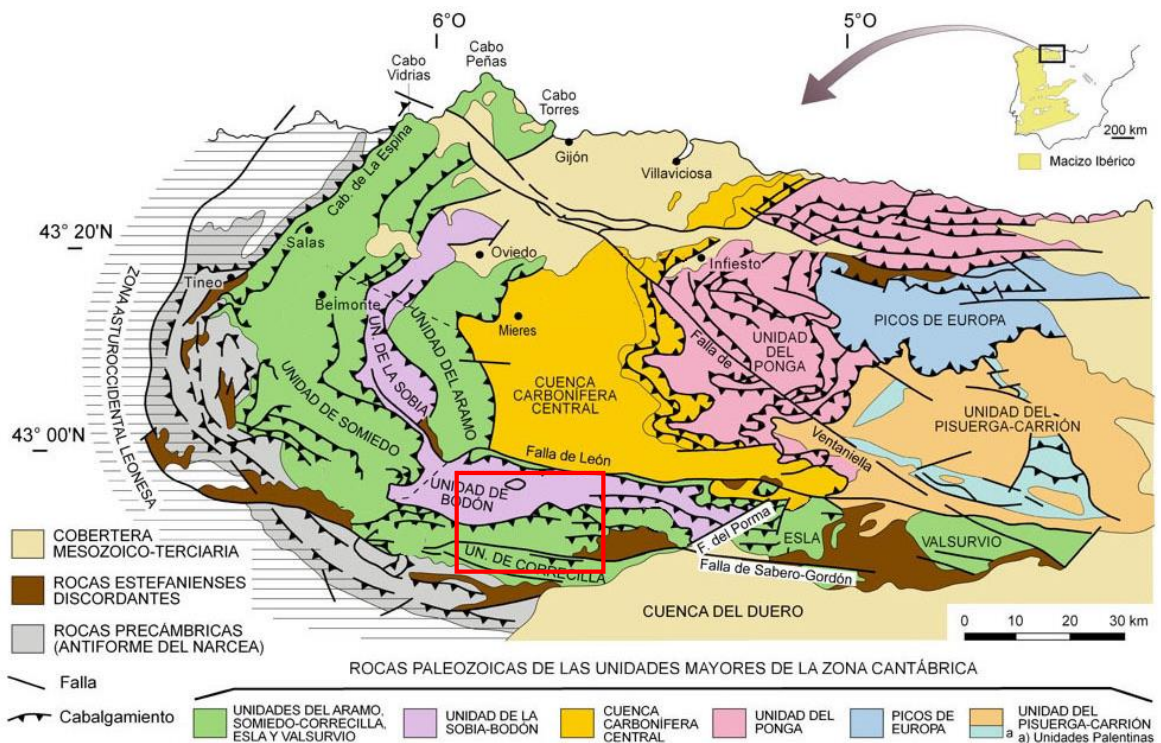 6°O
5°O
Cabo
Peñas
Cabo
Vidrias
Cabo
Torres
200 km
Macizo Ibérico
Gijón
Villaviciosa
Cab. de La Espina
43° 20'N
Salas
Oviedo
Infiesto
Tineo
Belmonte
Mieres
ZONA ASTUROCCIDENTAL LEONESA
UN. DE LA SOBIA
UNIDAD DEL ARAMO
UNIDAD DE SOMIEDO
CUENCA
CARBONÍFERA
CENTRAL
Falla de
Ventaniella
UNIDAD
DEL
PONGA
PICOS DE EUROPA
UNIDAD DEL
PISUERGA-CARRIÓN
43° 00'N
Falla de León
UNIDAD DE
BODÓN
UN. DE CORRECILLA
F. del Porma
ESLA
VALSURVIO
Falla de Sabero-Gordón
CUENCA DEL DUERO
0 10 20 30 km
COBERTERA
MESOZOICO-TERCIARIA
ROCAS ESTEFANIENSES
DISCORDANTES
ROCAS PRECÁMBRICAS
(ANTIFORME DEL NARCEA)
Falla
Cabalgamiento
ROCAS PALEOZOICAS DE LAS UNIDADES MAYORES DE LA ZONA CANTÁBRICA
UNIDADES DEL ARAMO,
SOMIEDO-CORRECILLA,
ESLA Y VALSURVIO
UNIDAD DE LA
SOBIA-BODÓN
CUENCA
CARBONÍFERA
CENTRAL
UNIDAD DEL
PONGA
PICOS DE
EUROPA
UNIDAD DEL
PISUERGA-CARRIÓN
a a) Unidades Palentinas